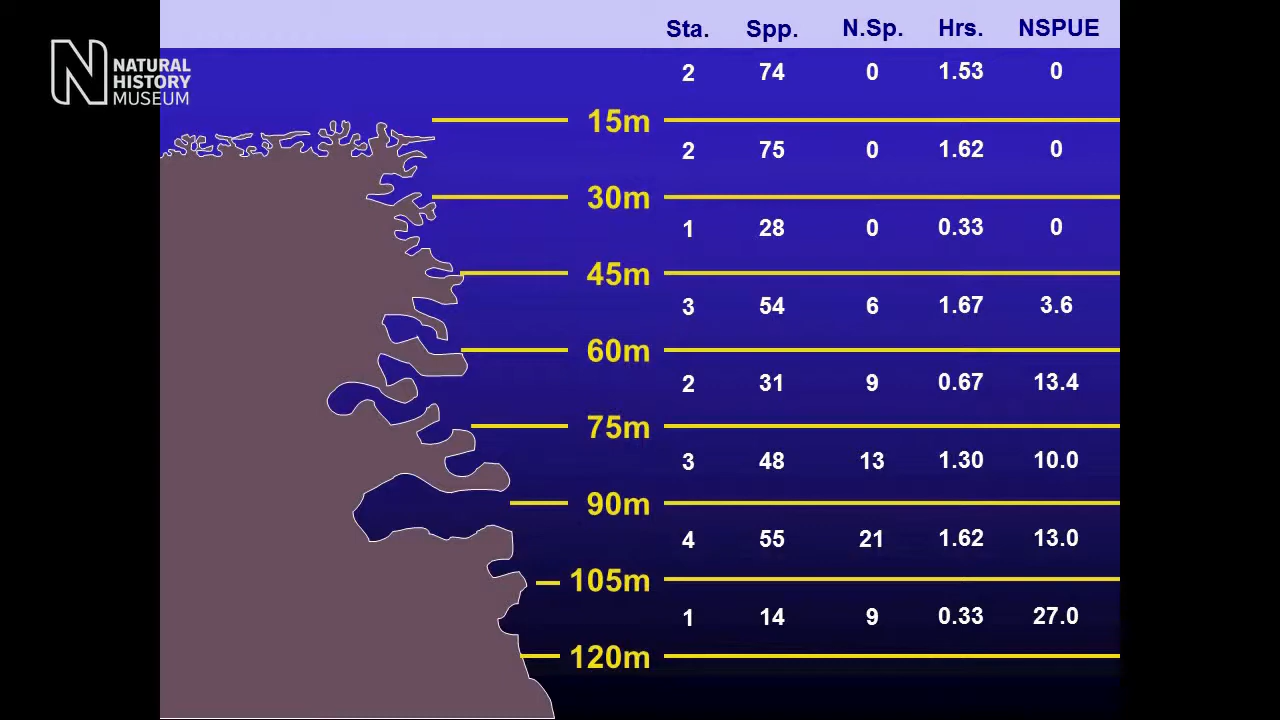 N NATURAL
HISTORY
MUSEUM
Sta. Spp. N.Sp. Hrs. NSPUE
2 74 0 1.53 0
15m
2 75 0 1.62 0
30m
1 28 0 0.33 0
45m
3 54 6 1.67 3.6
60m
2 31 9 0.67 13.4
75m
3 48 13 1.30 10.0
90m
4 55 21 1.62 13.0
105m
1 14 9 0.33 27.0
120m